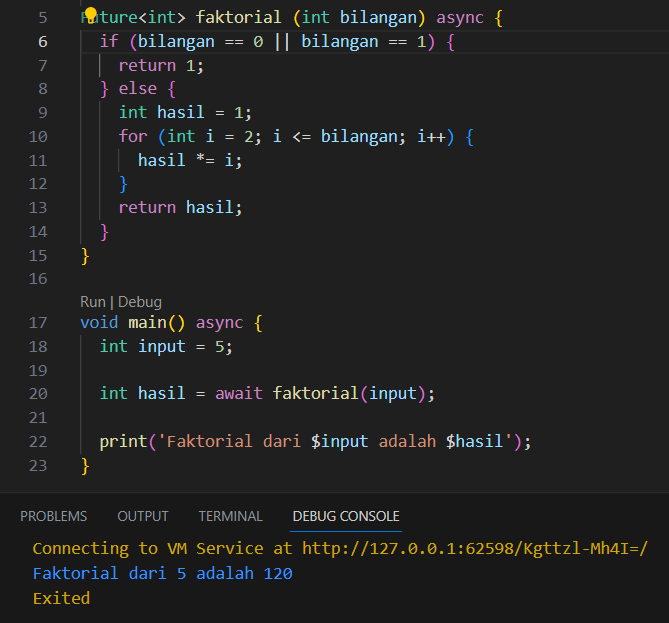 5 Future<int> faktorial (int bilangan) async {
6 if (bilangan == 0 || bilangan == 1) {
7 return 1;
8 } else {
9 int hasil = 1;
10 for (int i = 2; i <= bilangan; i++) {
11 hasil *= i;
12 }
13 return hasil;
14 }
15 }
16
Run | Debug
17 void main() async {
18 int input = 5;
19
20 int hasil = await faktorial(input);
21
22 print('Faktorial dari $input adalah $hasil');
23 }
PROBLEMS OUTPUT TERMINAL DEBUG CONSOLE
Connecting to VM Service at http://127.0.0.1:62598/Kgttzl-Mh4I=/
Faktorial dari 5 adalah 120
Exited